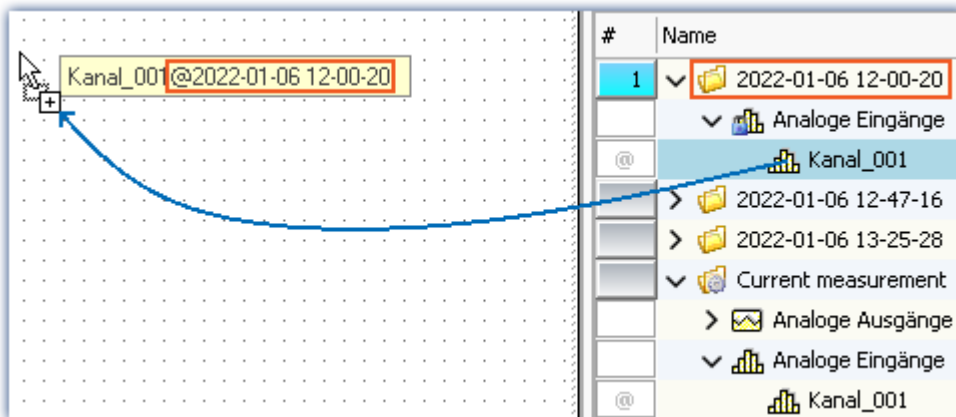 Kanal_001@2022-01-06 12-00-20
# Name
1 2022-01-06 12-00-20
Analoge Eingänge
@ Kanal_001
2022-01-06 12-47-16
2022-01-06 13-25-28
Current measurement
Analoge Ausgänge
Analoge Eingänge
@ Kanal_001